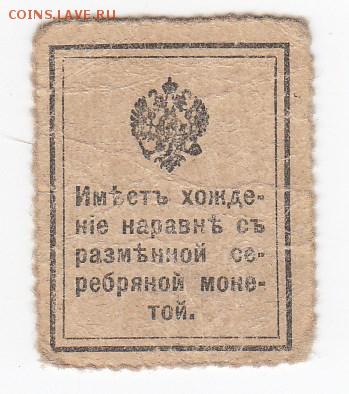 COINS.LAVE.RU
Имѣетъ хожде-
ніе наравнѣ съ
размѣнной се-
ребряной моне-
той.